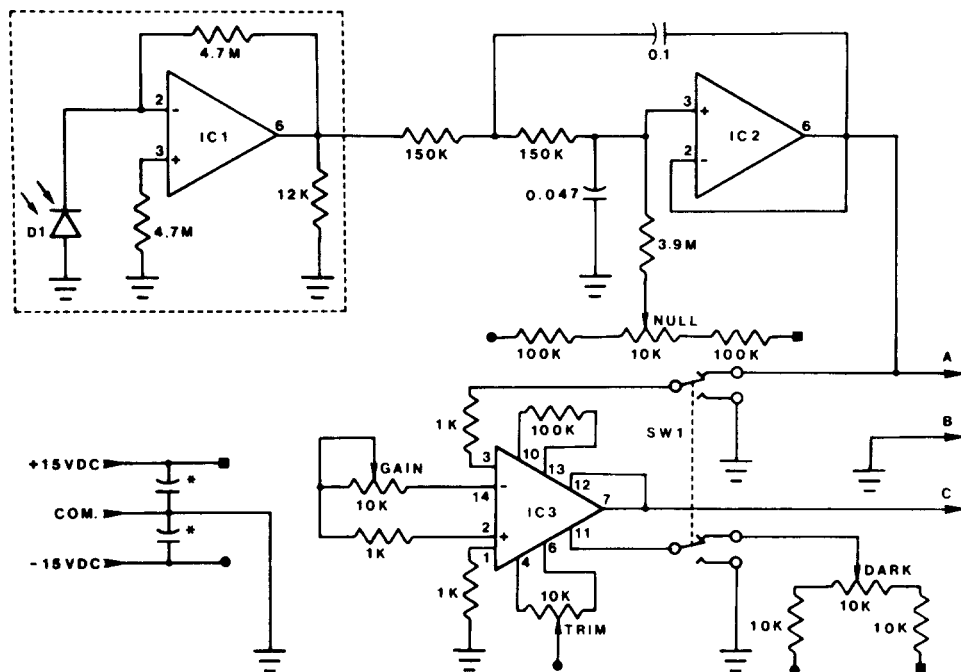 4.7M
0.1
2
-
IC1
6
3
+
3
+
IC2
6
2
-
150K
150K
0.047
12K
D1
4.7M
3.9M
NULL
100K
10K
100K
A
1K
100K
SW1
B
10
13
3
12
+15VDC
*
GAIN
14
-
7
C
10K
IC3
COM.
2
+
11
*
1K
1
4
6
-15VDC
DARK
1K
10K
10K
TRIM
10K
10K